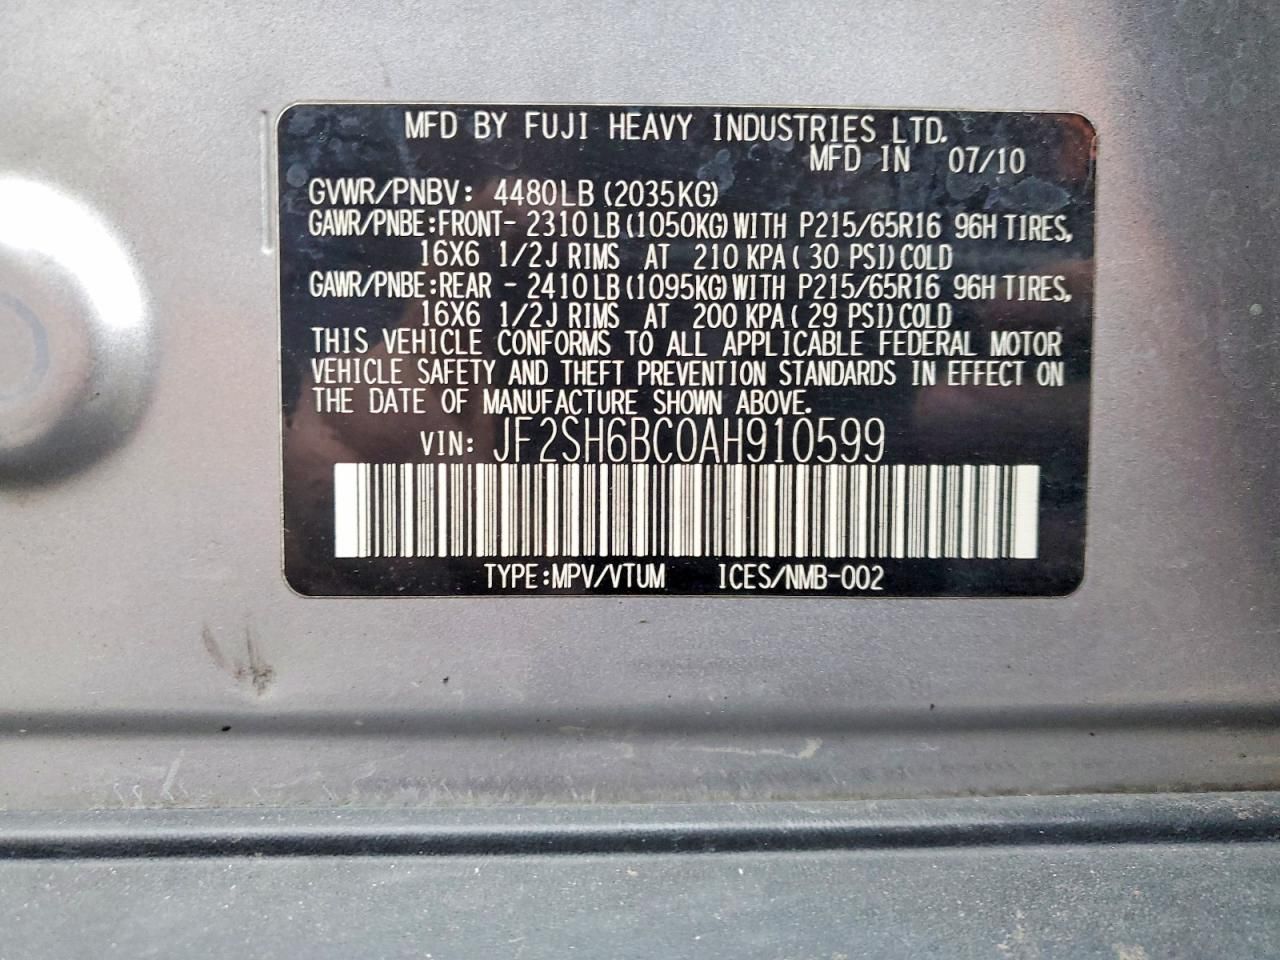 MFD BY FUJI HEAVY INDUSTRIES LTD.
MFD IN 07/10
GVWR/PNBV: 4480LB (2035KG)
GAWR/PNBE:FRONT- 2310LB(1050KG)WITH P215/65R16 96H TIRES,
16X6 1/2J RIMS AT 210 KPA( 30 PSI)COLD
GAWR/PNBE:REAR - 2410LB(1095KG)WITH P215/65R16 96H TIRES,
16X6 1/2J RIMS AT 200 KPA( 29 PSI)COLD
THIS VEHICLE CONFORMS TO ALL APPLICABLE FEDERAL MOTOR
VEHICLE SAFETY AND THEFT PREVENTION STANDARDS IN EFFECT ON
THE DATE OF MANUFACTURE SHOWN ABOVE.
VIN: JF2SH6BC0AH910599
TYPE:MPV/VTUM ICES/NMB-002